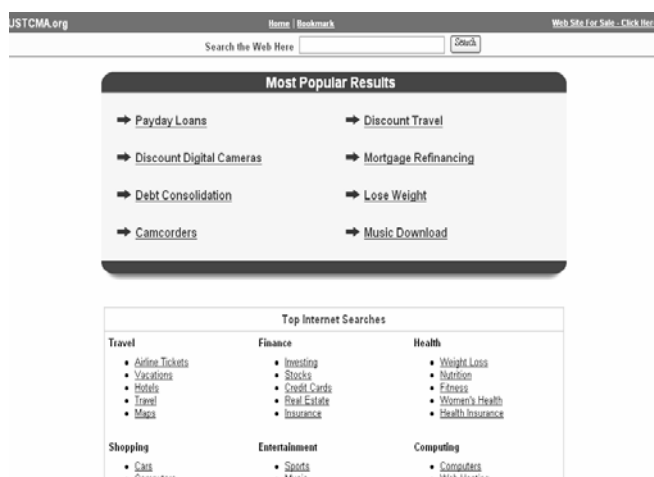 USTCMA.org Home | Bookmark Web Site For Sale - Click Her
Search the Web Here Search
Most Popular Results
Payday Loans Discount Travel
Discount Digital Cameras Mortgage Refinancing
Debt Consolidation Lose Weight
Camcorders Music Download
Top Internet Searches
Travel Finance Health
Airline Tickets Investing Weight Loss
Vacations Stocks Nutrition
Hotels Credit Cards Fitness
Travel Real Estate Women's Health
Maps Insurance Health Insurance
Shopping Entertainment Computing
Cars Sports Computers